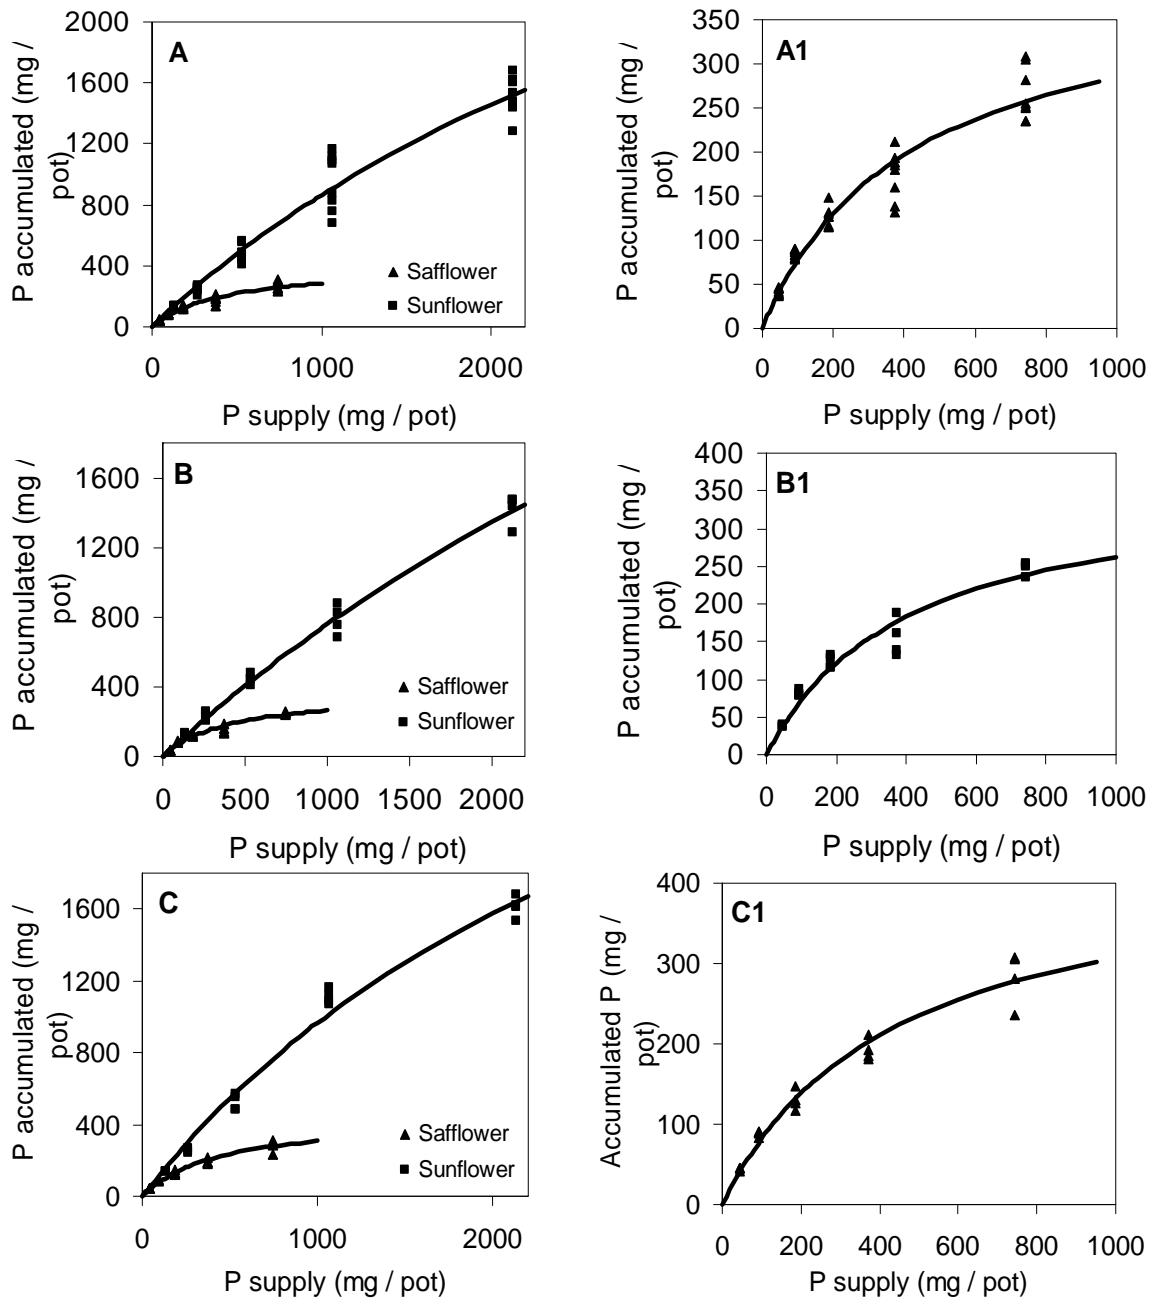 A
P accumulated (mg /
pot)
2000
1600
1200
800
400
0
Safflower
Sunflower
0 1000 2000
P supply (mg / pot)
A1
P accumulated (mg /
pot)
350
300
250
200
150
100
50
0
0 200 400 600 800 1000
P supply (mg / pot)
B
P accumulated (mg /
pot)
1600
1200
800
400
0
Safflower
Sunflower
0 500 1000 1500 2000
P supply (mg / pot)
B1
P accumulated (mg /
pot)
400
350
300
250
200
150
100
50
0
0 200 400 600 800 1000
P supply (mg / pot)
C
P accumulated (mg /
pot)
1600
1200
800
400
0
Safflower
Sunflower
0 1000 2000
P supply (mg / pot)
C1
Accumulated P (mg /
pot)
400
300
200
100
0
0 200 400 600 800 1000
P supply (mg / pot)